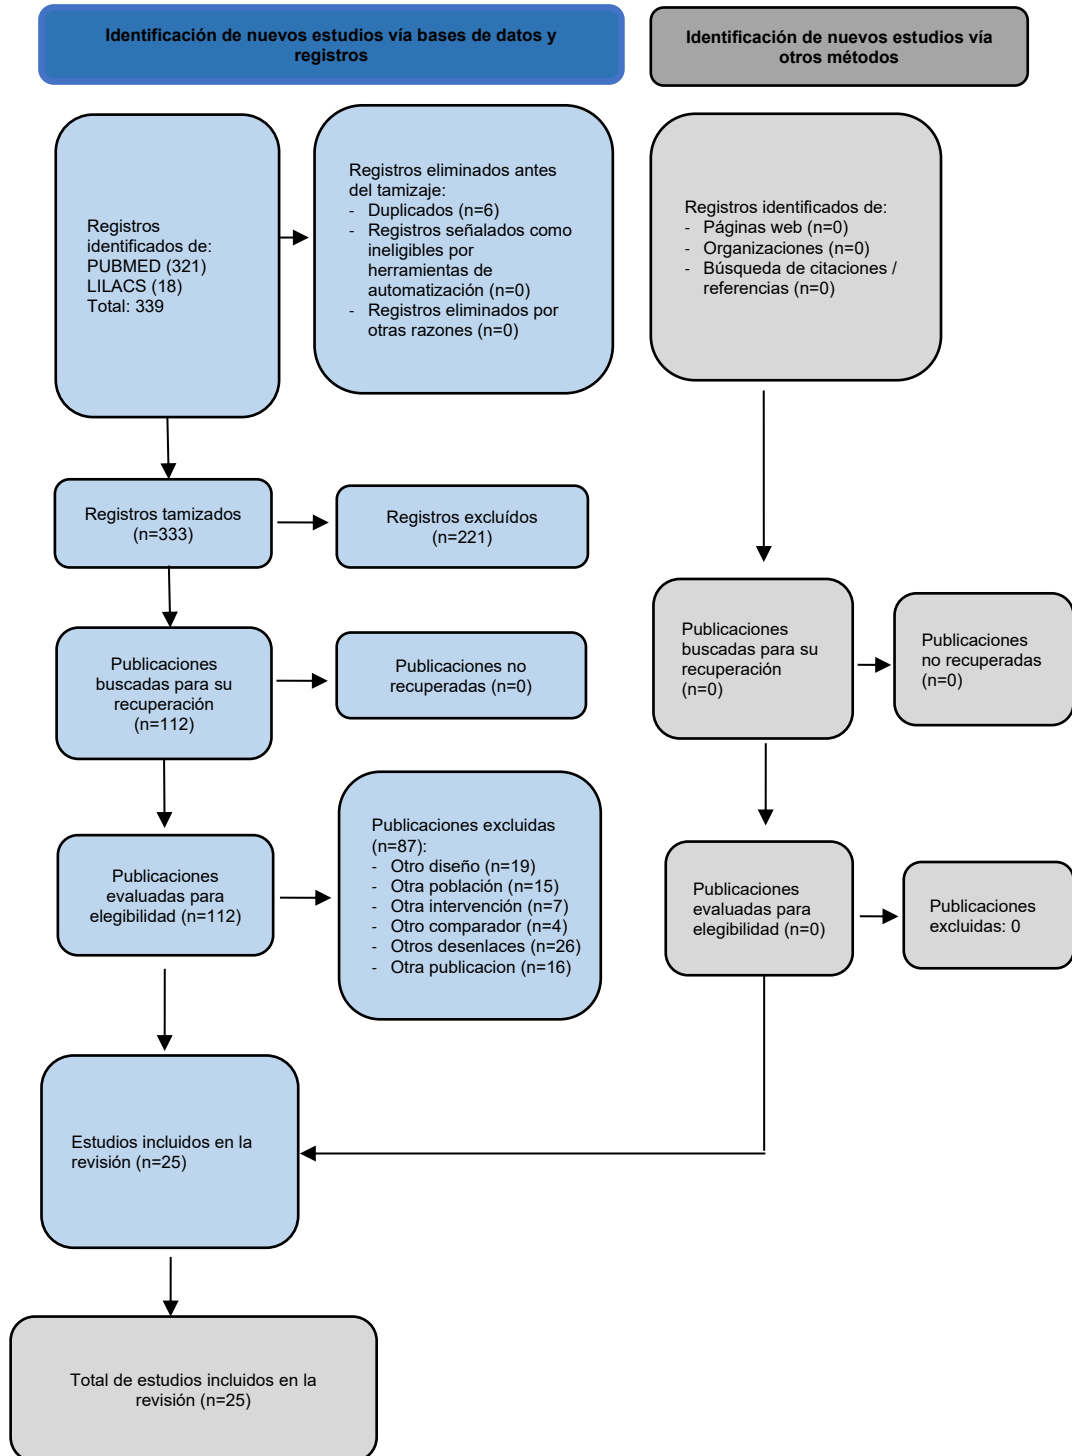 Identificación de nuevos estudios vía bases de datos y
registros
Identificación de nuevos estudios vía
otros métodos
Registros
identificados de:
PUBMED (321)
LILACS (18)
Total: 339
Registros eliminados antes
del tamizaje:
- Duplicados (n=6)
- Registros señalados como
ineligibles por
herramientas de
automatización (n=0)
- Registros eliminados por
otras razones (n=0)
Registros identificados de:
- Páginas web (n=0)
- Organizaciones (n=0)
- Búsqueda de citaciones /
referencias (n=0)
Registros tamizados
(n=333)
Registros excluídos
(n=221)
Publicaciones
buscadas para su
recuperación
(n=112)
Publicaciones no
recuperadas (n=0)
Publicaciones
buscadas para su
recuperación
(n=0)
Publicaciones
no recuperadas
(n=0)
Publicaciones
evaluadas para
elegibilidad (n=112)
Publicaciones excluidas
(n=87):
- Otro diseño (n=19)
- Otra población (n=15)
- Otra intervención (n=7)
- Otro comparador (n=4)
- Otros desenlaces (n=26)
- Otra publicacion (n=16)
Publicaciones
evaluadas para
elegibilidad (n=0)
Publicaciones
excluidas: 0
Estudios incluidos en la
revisión (n=25)
Total de estudios incluidos en la
revisión (n=25)